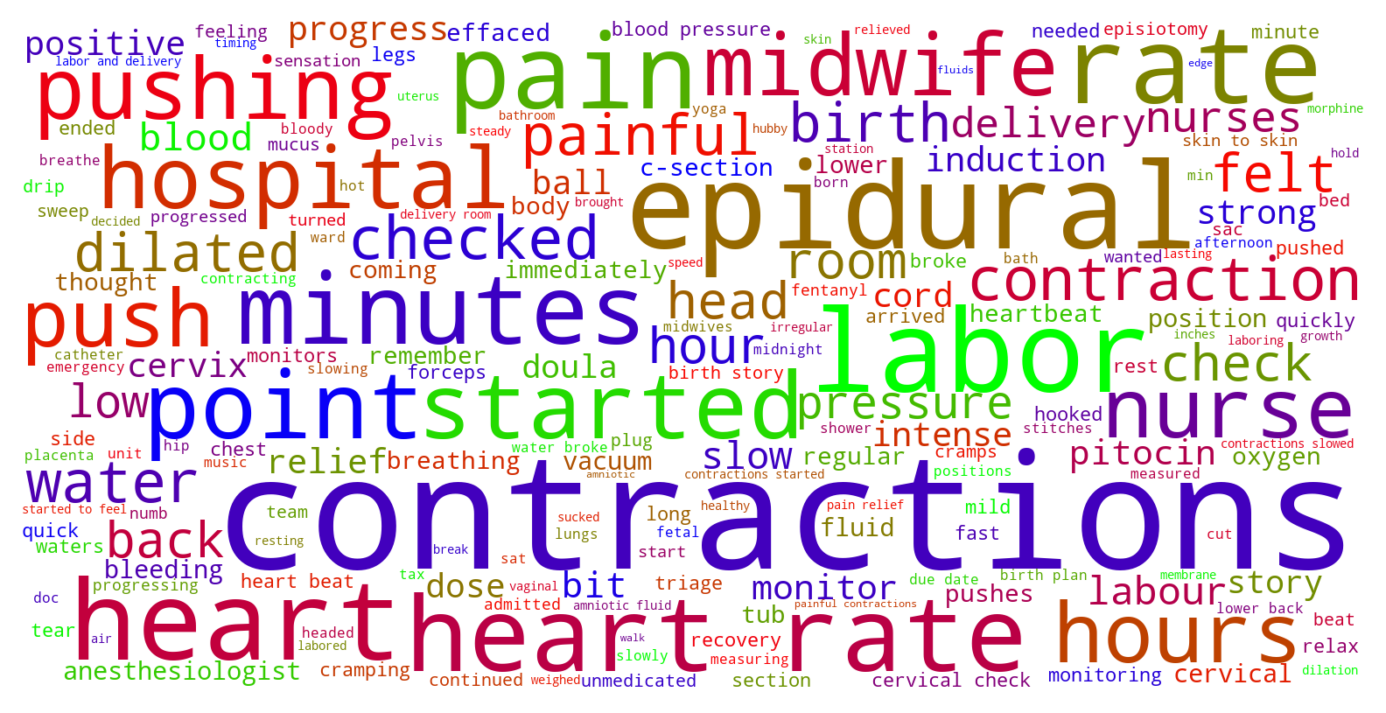 positive feeling progress effaced blood pressure skin relieved needed episiotomy minute
timing labor and delivery sensation legs pain midwife fluids rate edge
pushing uterus bathroom yoga morphine
ended blood bloody mucus pelvis steady painful hubby birth delivery nurses skin to skin
breathe hospital hot ball c-section station lower induction min felt hold
drip sweep decided progressed turned delivery room body brought born epidural strong bed
dilated ward checked sac afternoon pushed
thought contracting coming immediately speed room broke bath wanted lasting contraction
push minutes head fentanyl cord arrived heartbeat position quickly
catheter emergency cervix monitors slowing remember forceps midwives hour irregular midnight labor inches laboring growth
low point started doula birth story pressure rest check nurse
side hip chest shower hooked stitches
placenta unit music relief breathing water broke plug vacuum slow intense regular cramps pitocin contractions slowed oxygen
water amniotic contractions started positions measured
started to feel numb team contractions sucked long healthy pain relief fluid mild
quick waters back resting break lungs fetal start fast cut
bleeding sat
progressing heart beat tax dose vaginal bit triage monitor due date birth plan membrane story
doc heart admitted amniotic fluid painful contractions tub pushes labour lower back beat
tear air headed labored heart rate walk slowly recovery hours relax
anesthesiologist cramping continued weighed unmedicated measuring section cervical check monitoring cervical dilation